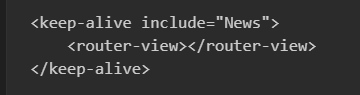 <keep-alive include="News">
    <router-view></router-view>
</keep-alive>